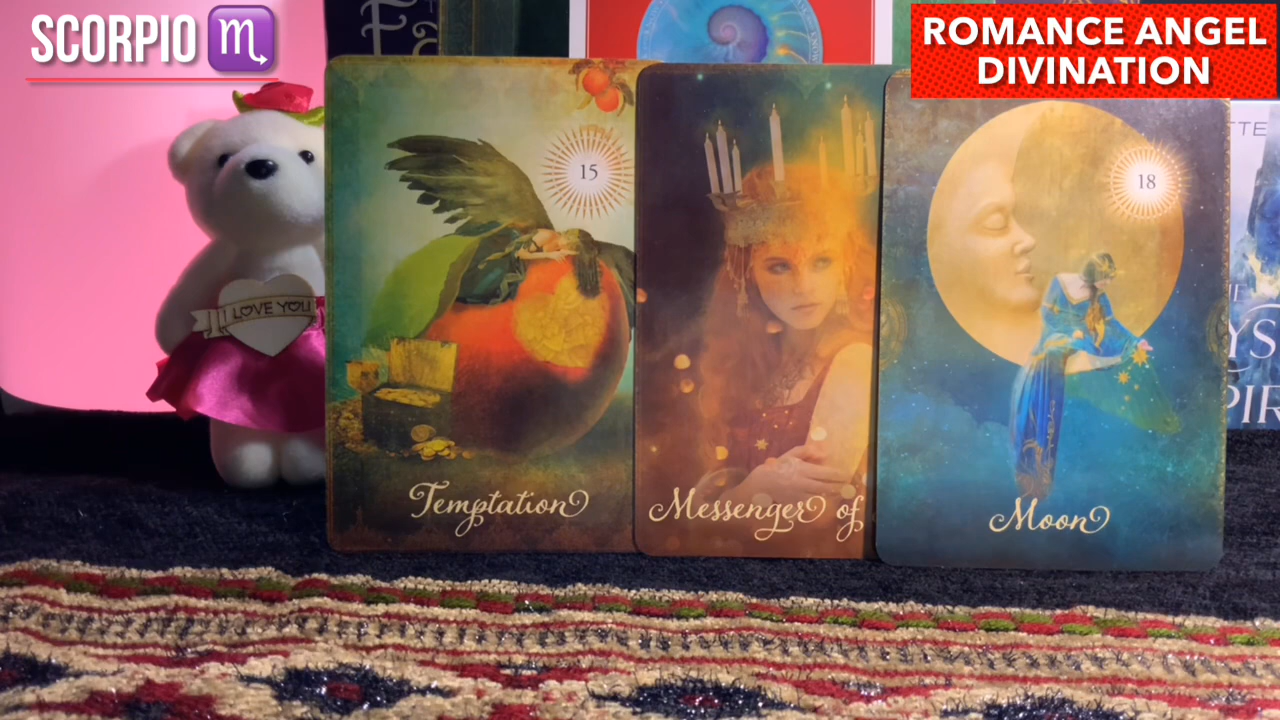 SCORPIO ♏
ROMANCE ANGEL
DIVINATION
15
18
I LOVE YOU
Temptation
Messenger of
Moon